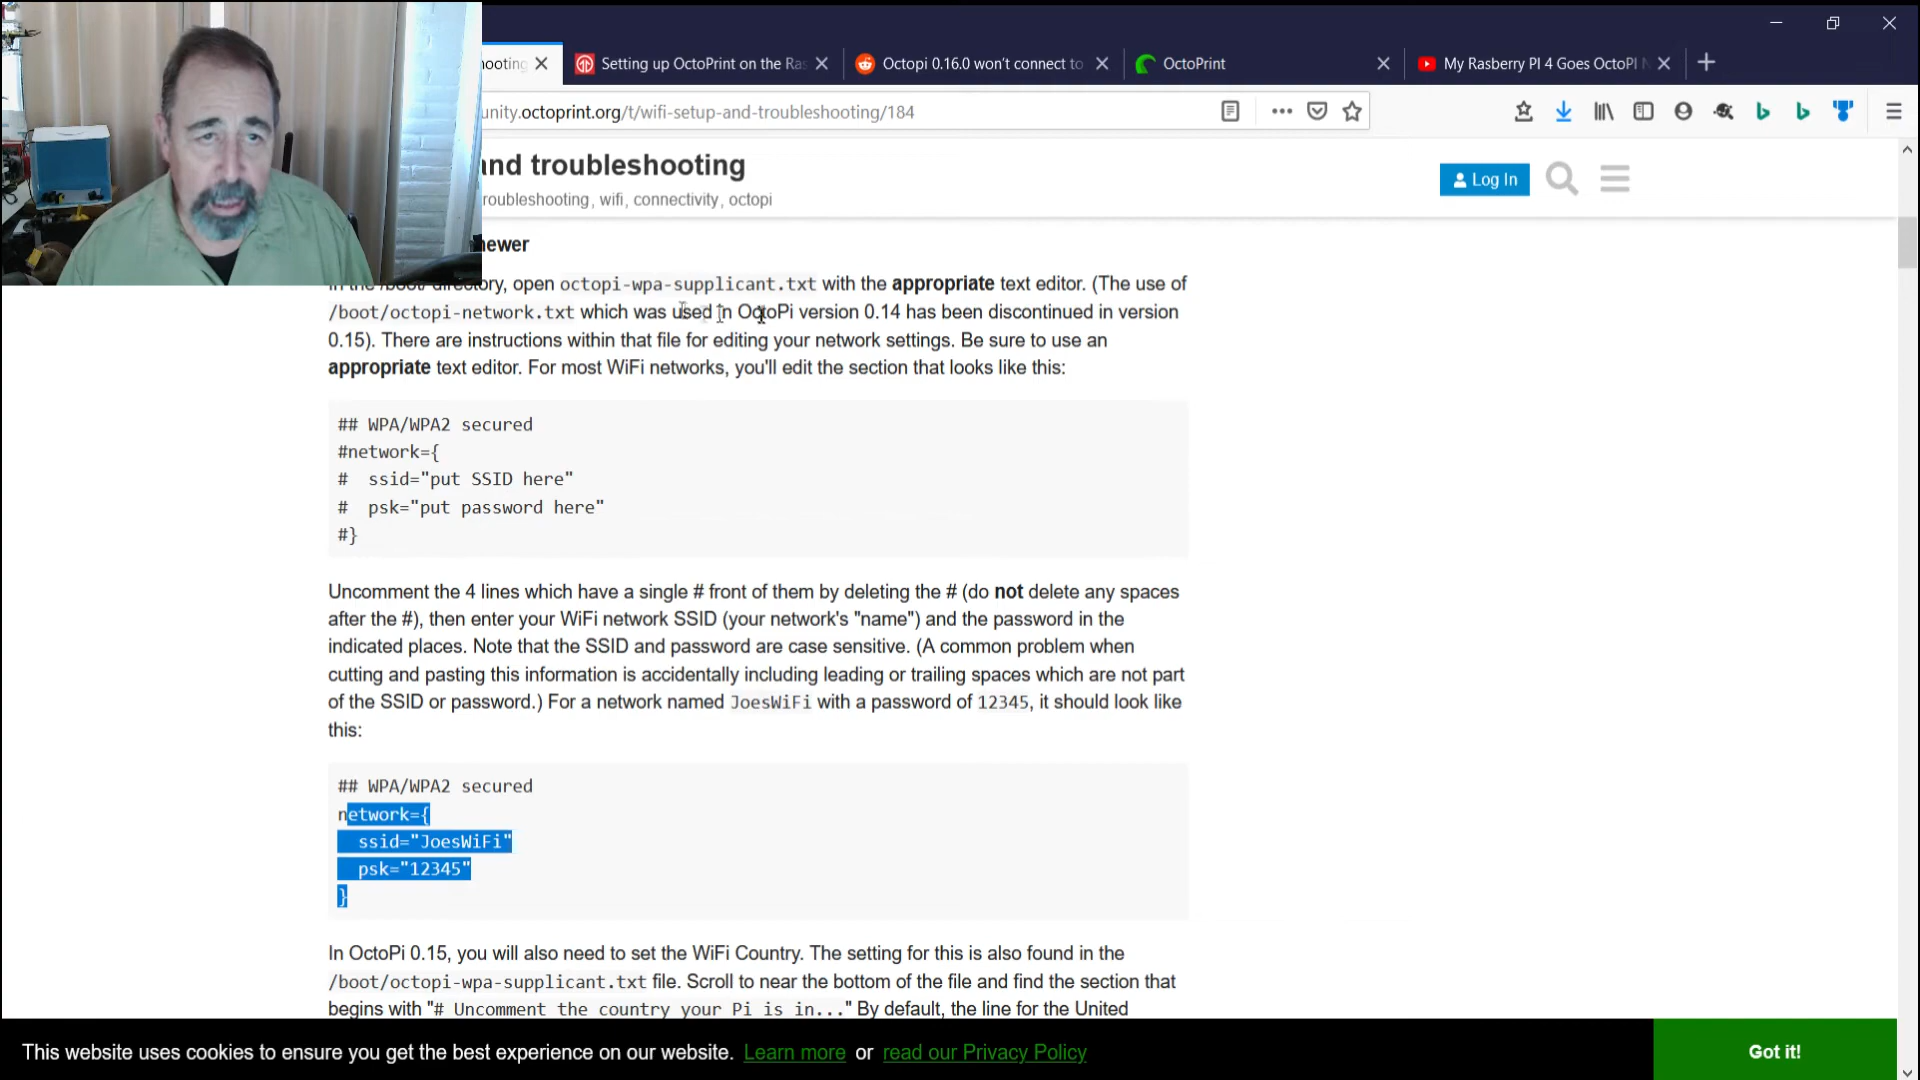 ooting
Setting up OctoPrint on the Ras
Octopi 0.16.0 won't connect to
OctoPrint
My Rasberry PI 4 Goes OctoPI N
unity.octoprint.org/t/wifi-setup-and-troubleshooting/184
and troubleshooting
Log In
roubleshooting, wifi, connectivity, octopi
newer
In the /boot/ directory, open octopi-wpa-supplicant.txt with the appropriate text editor. (The use of
/boot/octopi-network.txt which was used in OctoPi version 0.14 has been discontinued in version
0.15). There are instructions within that file for editing your network settings. Be sure to use an
appropriate text editor. For most WiFi networks, you'll edit the section that looks like this:
## WPA/WPA2 secured
#network={
#  ssid="put SSID here"
#  psk="put password here"
#}
Uncomment the 4 lines which have a single # front of them by deleting the # (do not delete any spaces
after the #), then enter your WiFi network SSID (your network's "name") and the password in the
indicated places. Note that the SSID and password are case sensitive. (A common problem when
cutting and pasting this information is accidentally including leading or trailing spaces which are not part
of the SSID or password.) For a network named JoesWiFi with a password of 12345, it should look like
this:
## WPA/WPA2 secured
network={
  ssid="JoesWiFi"
  psk="12345"
}
In OctoPi 0.15, you will also need to set the WiFi Country. The setting for this is also found in the
/boot/octopi-wpa-supplicant.txt file. Scroll to near the bottom of the file and find the section that
begins with "# Uncomment the country your Pi is in..." By default, the line for the United
This website uses cookies to ensure you get the best experience on our website. Learn more or read our Privacy Policy
Got it!